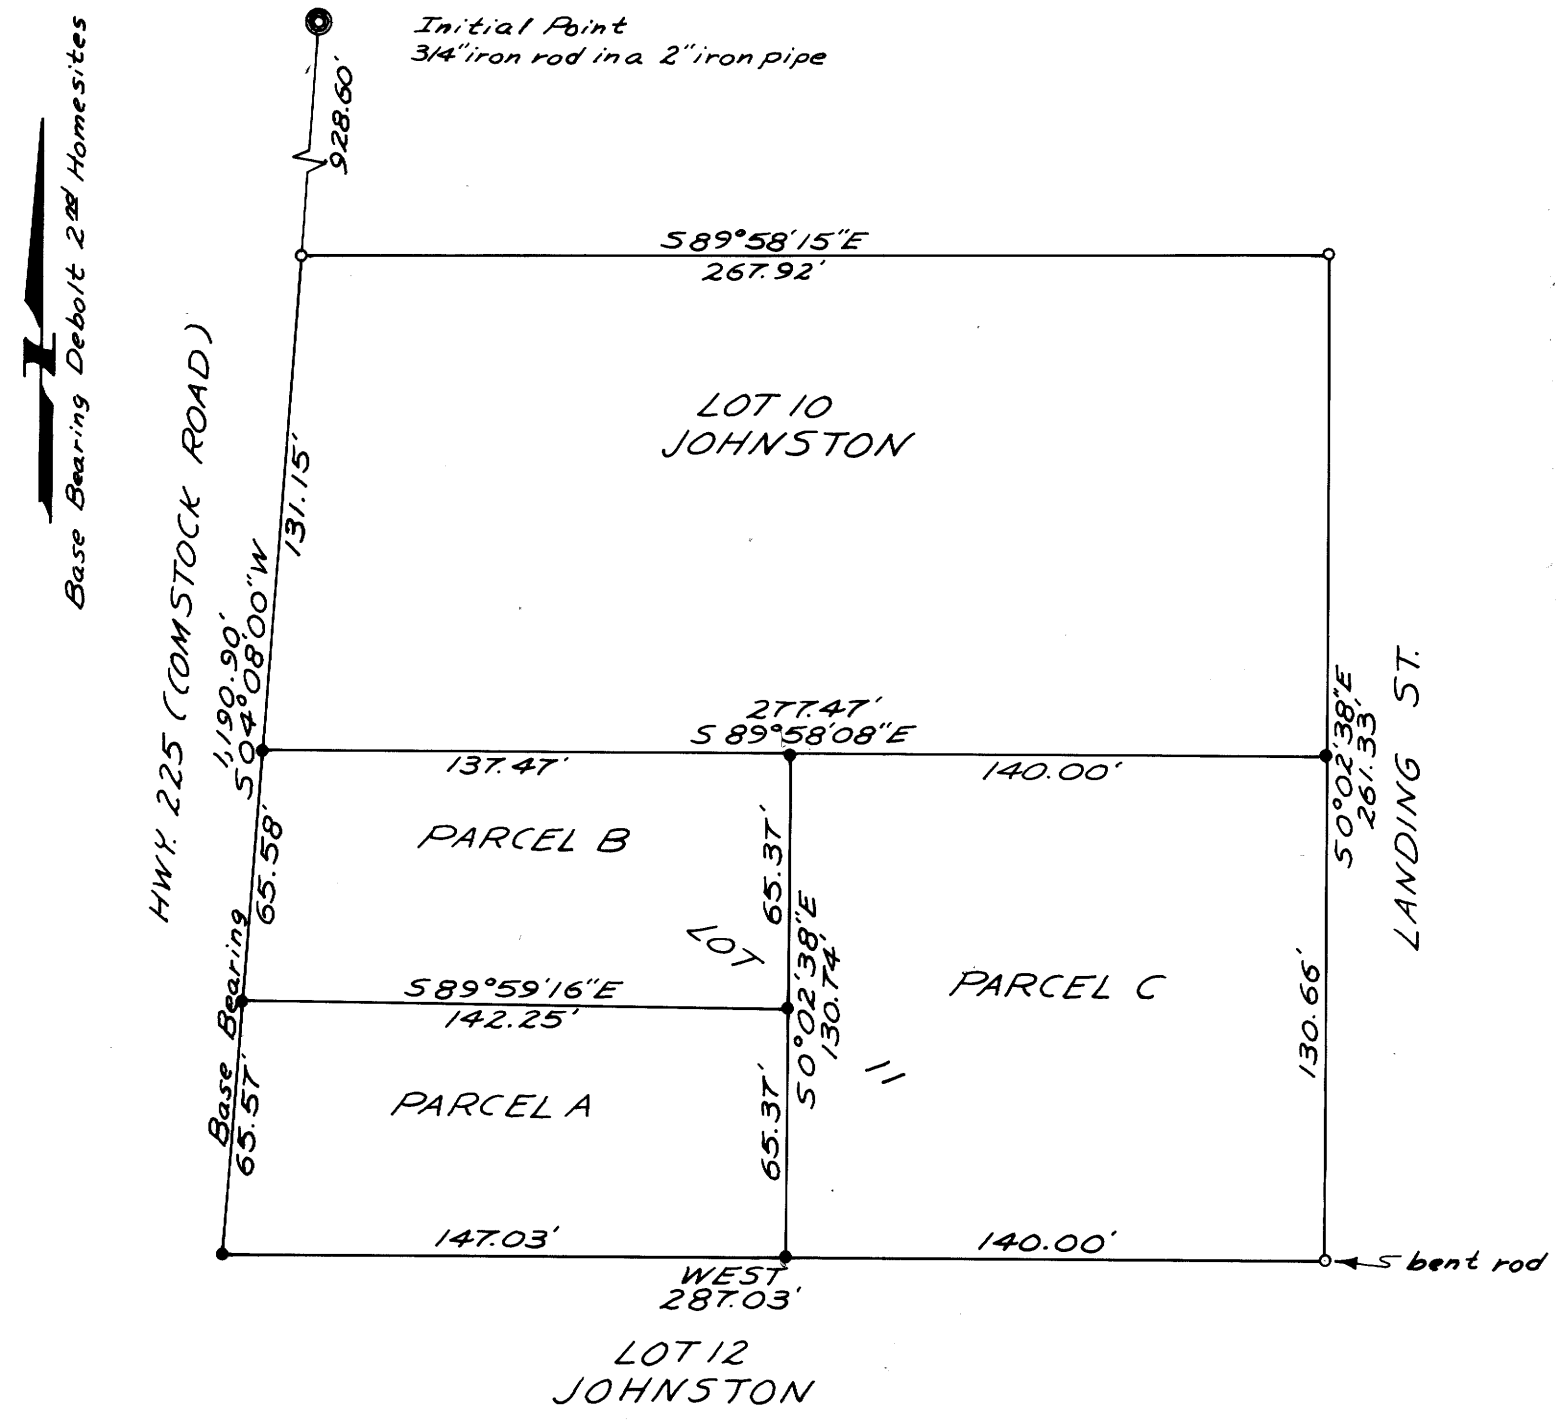 Initial Point
3/4" iron rod in a 2" iron pipe
928.60'
Base Bearing Debolt 2nd Homesites
S 89°58'15"E
267.92'
LOT 10
JOHNSTON
HWY. 225 (COMSTOCK ROAD)
131.15'
1,190.90'
S 04°08'00"W
277.47'
S 89°58'08"E
137.47'
140.00'
S 0°02'38"E
261.33'
LANDING ST.
65.58'
PARCEL B
65.37'
LOT
11
S 0°02'38"E
130.74'
PARCEL C
130.66'
Base Bearing
S 89°59'16"E
142.25'
65.57'
PARCEL A
65.37'
147.03'
140.00'
WEST
287.03'
5 bent rod
LOT 12
JOHNSTON